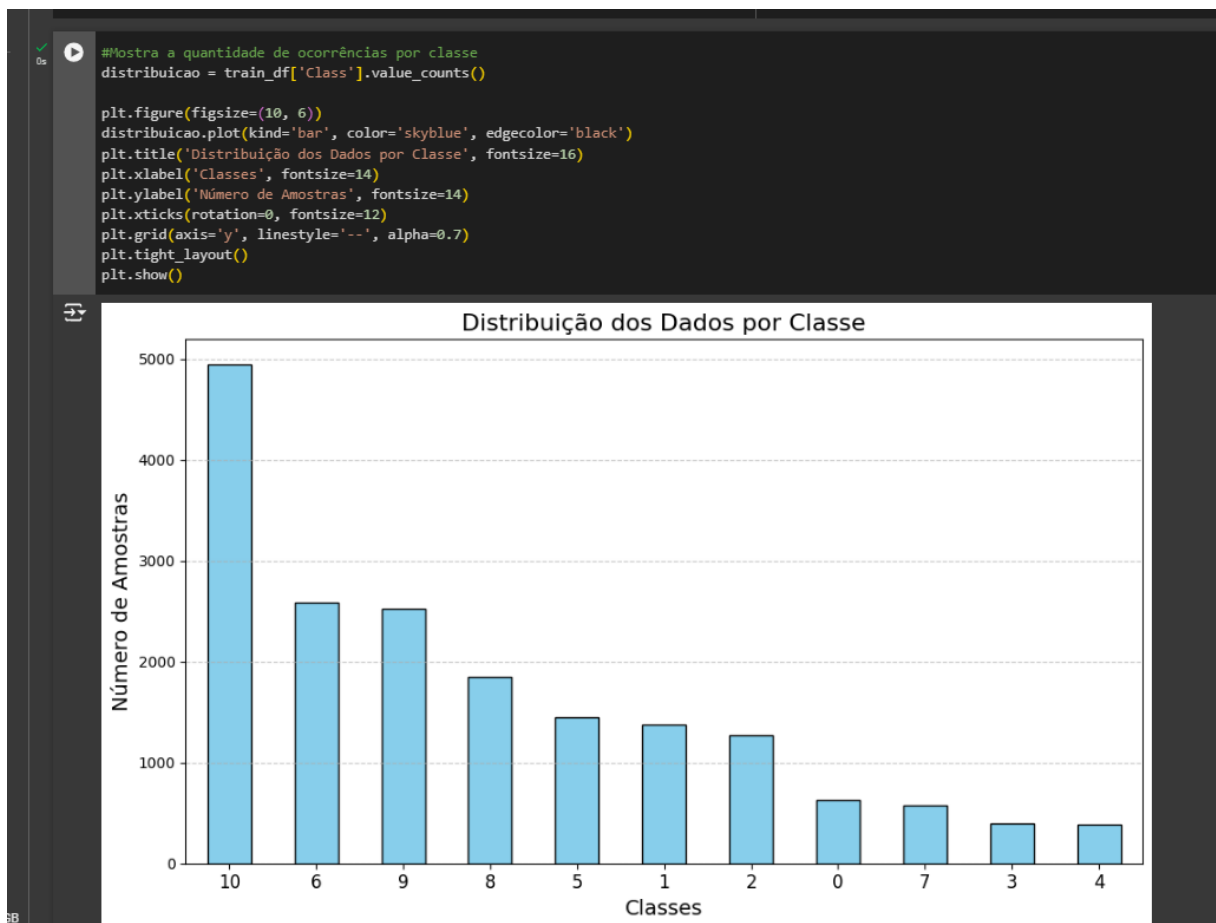 0s
#Mostra a quantidade de ocorrências por classe
distribuicao = train_df['Class'].value_counts()
plt.figure(figsize=(10, 6))
distribuicao.plot(kind='bar', color='skyblue', edgecolor='black')
plt.title('Distribuição dos Dados por Classe', fontsize=16)
plt.xlabel('Classes', fontsize=14)
plt.ylabel('Número de Amostras', fontsize=14)
plt.xticks(rotation=0, fontsize=12)
plt.grid(axis='y', linestyle='--', alpha=0.7)
plt.tight_layout()
plt.show()
Distribuição dos Dados por Classe
Número de Amostras
5000
4000
3000
2000
1000
0
10 6 9 8 5 1 2 0 7 3 4
Classes
GB